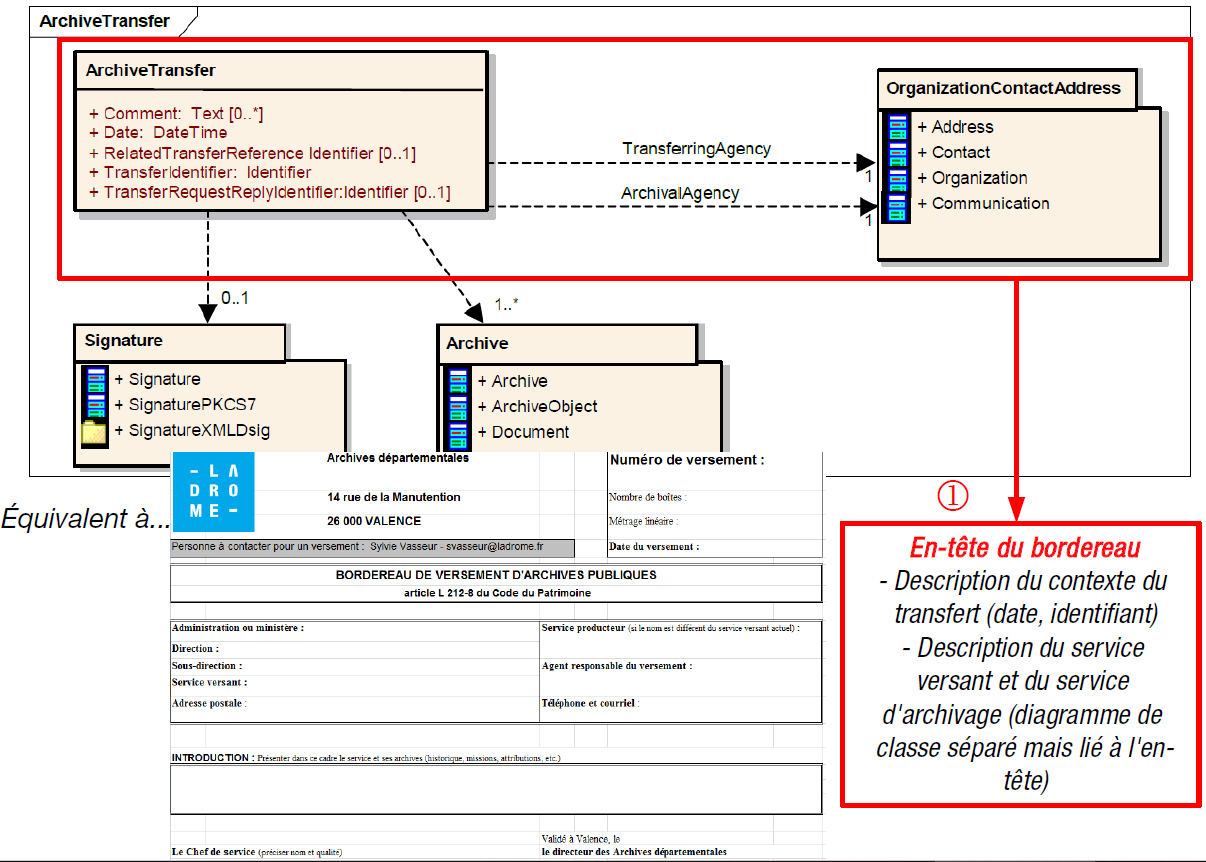 ArchiveTransfer
ArchiveTransfer
+ Comment: Text [0..*]
+ Date: DateTime
+ RelatedTransferReference Identifier [0..1]
+ TransferIdentifier: Identifier
+ TransferRequestReplyIdentifier:Identifier [0..1]
TransferringAgency
1
ArchivalAgency
1
OrganizationContactAddress
+ Address
+ Contact
+ Organization
+ Communication
0..1
1..*
Signature
+ Signature
+ SignaturePKCS7
+ SignatureXMLDsig
Archive
+ Archive
+ ArchiveObject
+ Document
Équivalent à...
- L A
D R O
M E -
Archives départementales
14 rue de la Manutention
26 000 VALENCE
Personne à contacter pour un versement : Sylvie Vasseur - svasseur@ladrome.fr
Numéro de versement :
Nombre de boîtes :
Métrage linéaire :
Date du versement :
BORDEREAU DE VERSEMENT D'ARCHIVES PUBLIQUES
article L 212-8 du Code du Patrimoine
Administration ou ministère :
Direction :
Sous-direction :
Service versant :
Adresse postale :
Service producteur (si le nom est différent du service versant actuel) :
Agent responsable du versement :
Téléphone et courriel :
INTRODUCTION : Présenter dans ce cadre le service et ses archives (historique, missions, attributions, etc.)
Validé à Valence, le
Le Chef de service (préciser nom et qualité)
le directeur des Archives départementales
①
En-tête du bordereau
- Description du contexte du
transfert (date, identifiant)
- Description du service
versant et du service
d'archivage (diagramme de
classe séparé mais lié à l'en-
tête)